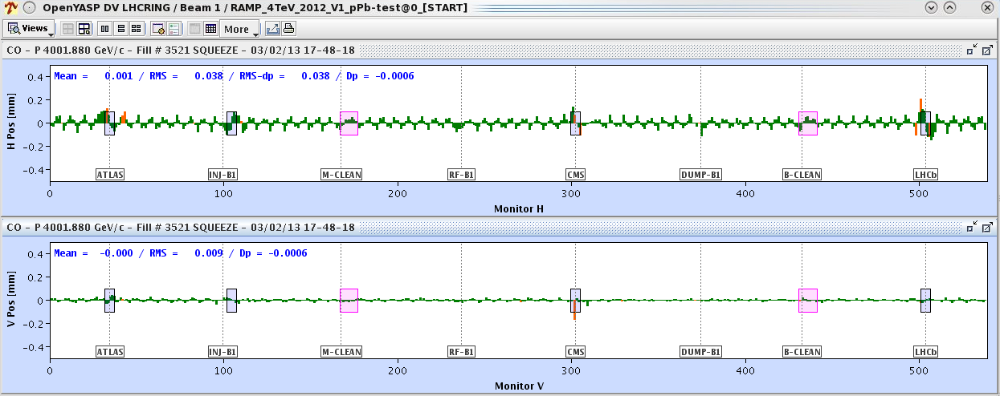 OpenYASP DV LHCRING / Beam 1 / RAMP_4TeV_2012_V1_pPb-test@0_[START]
Views More
CO - P 4001.880 GeV/c - Fill # 3521 SQUEEZE - 03/02/13 17-48-18
Mean = 0.001 / RMS = 0.038 / RMS-dp = 0.038 / Dp = -0.0006
H Pos [mm]
0.4
0.2
0
-0.2
-0.4
ATLAS INJ-B1 M-CLEAN RF-B1 CMS DUMP-B1 B-CLEAN LHCb
0 100 200 300 400 500
Monitor H
CO - P 4001.880 GeV/c - Fill # 3521 SQUEEZE - 03/02/13 17-48-18
Mean = -0.000 / RMS = 0.009 / Dp = -0.0006
V Pos [mm]
0.4
0.2
0
-0.2
-0.4
ATLAS INJ-B1 M-CLEAN RF-B1 CMS DUMP-B1 B-CLEAN LHCb
0 100 200 300 400 500
Monitor V